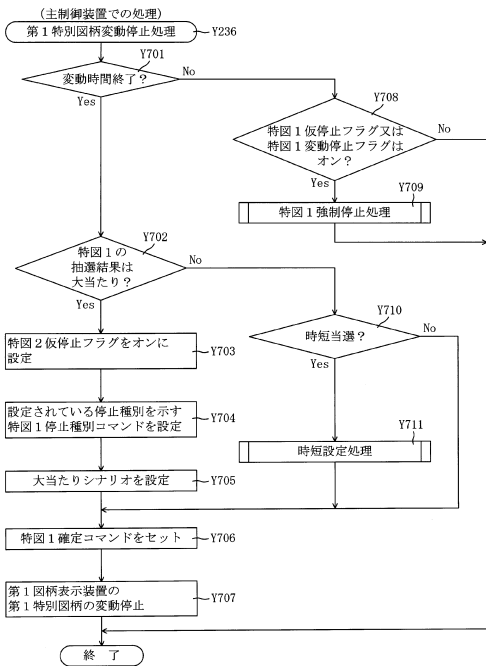 (主制御装置での処理)
第1特別図柄変動停止処理
Y236
Y701
変動時間終了?
No
Yes
Y708
特図1仮停止フラグ又は
特図1変動停止フラグは
オン?
No
Yes
Y709
特図1強制停止処理
Y702
特図1の
抽選結果は
大当たり?
No
Yes
Y710
時短当選?
No
Yes
特図2仮停止フラグをオンに
設定
Y703
設定されている停止種別を示す
特図1停止種別コマンドを設定
Y704
Y711
時短設定処理
大当たりシナリオを設定
Y705
特図1確定コマンドをセット
Y706
第1図柄表示装置の
第1特別図柄の変動停止
Y707
終 了